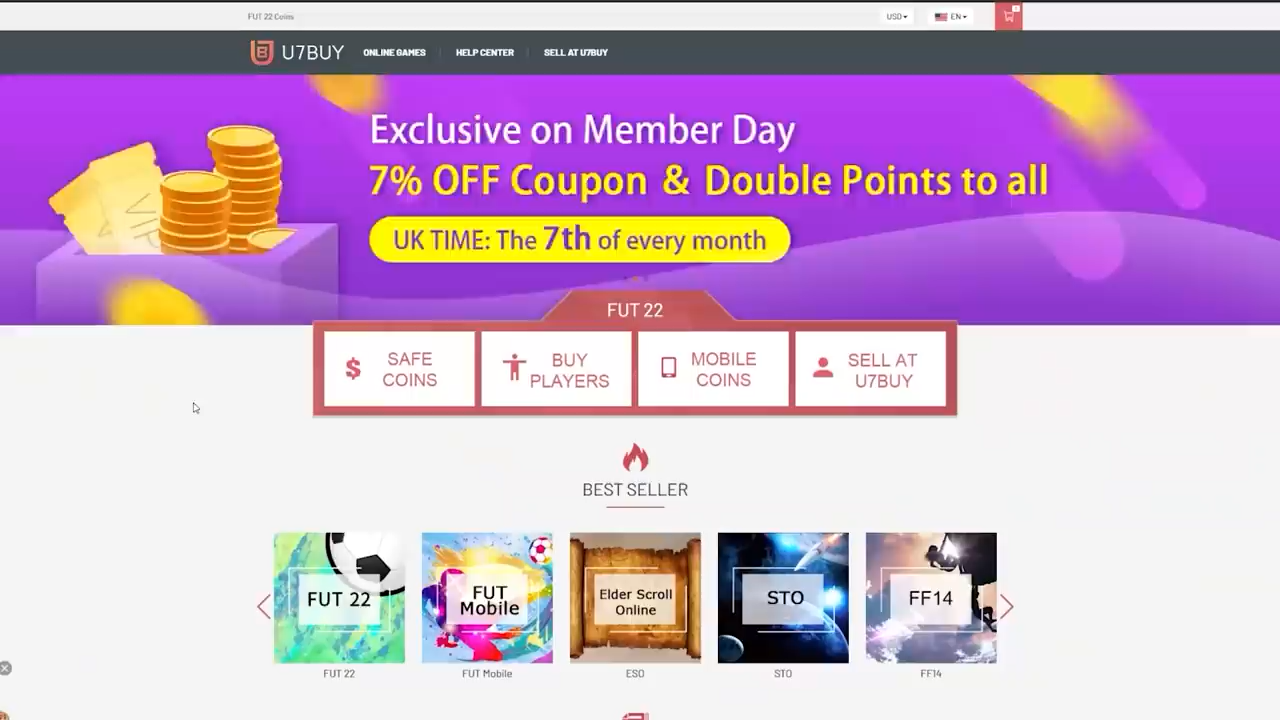 FUT 22 Coins
USD
EN
1
U7BUY
ONLINE GAMES
HELP CENTER
SELL AT U7BUY
Exclusive on Member Day
7% OFF Coupon & Double Points to all
UK TIME: The 7th of every month
FUT 22
SAFE
COINS
BUY
PLAYERS
MOBILE
COINS
SELL AT
U7BUY
BEST SELLER
FUT 22
FUT
Mobile
Elder Scroll
Online
STO
FF14
FUT 22
FUT Mobile
ESO
STO
FF14